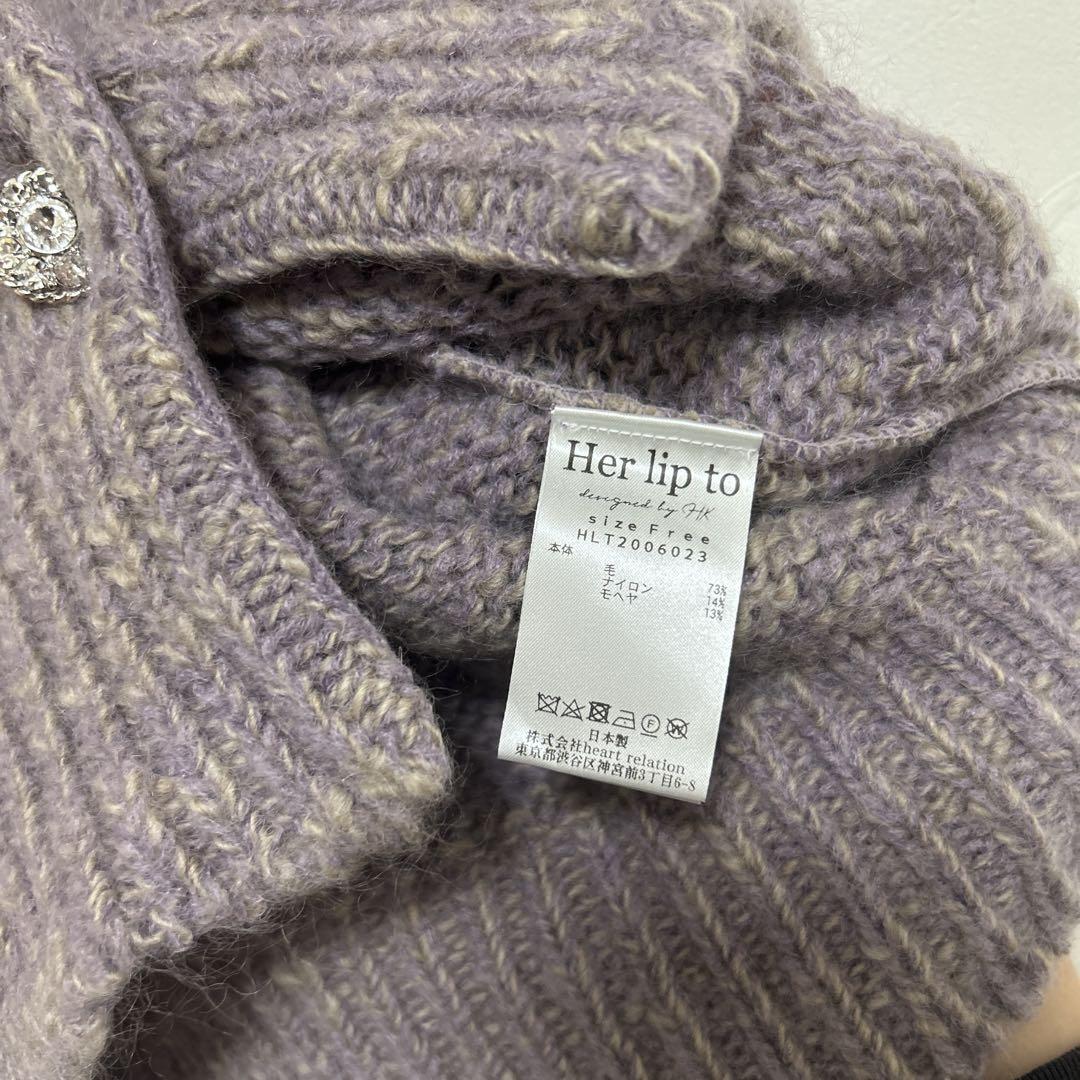 Her lip to
designed by HK
size Free
HLT2006023
本体
毛 73%
ナイロン 14%
モヘヤ 13%
日本製
株式会社heart relation
東京都渋谷区神宮前3丁目6-8